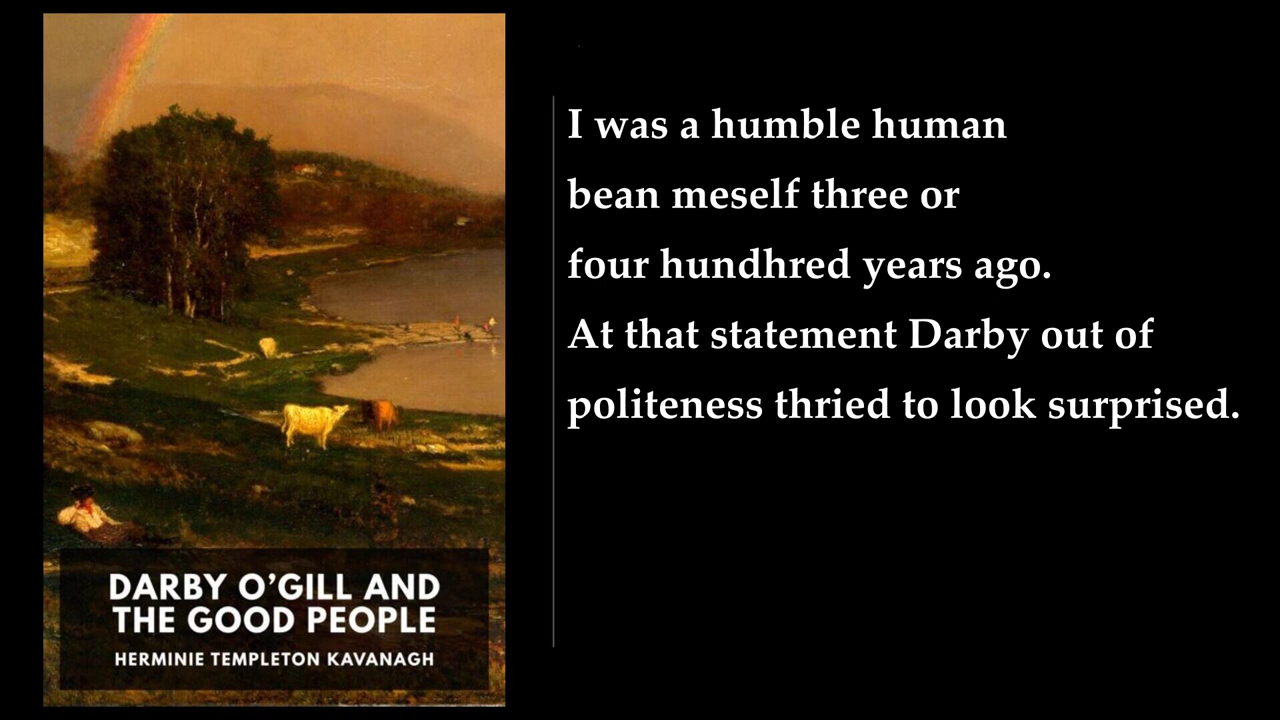 I was a humble human
bean meself three or
four hundhred years ago.
At that statement Darby out of
politeness thried to look surprised.
DARBY O’GILL AND
THE GOOD PEOPLE
HERMINIE TEMPLETON KAVANAGH